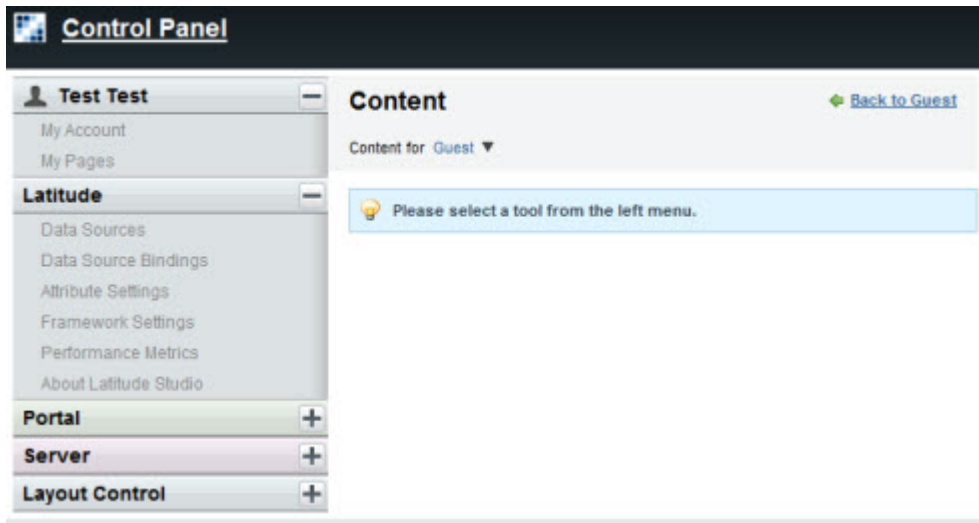 Control Panel
Test Test
My Account
My Pages
Latitude
Data Sources
Data Source Bindings
Attribute Settings
Framework Settings
Performance Metrics
About Latitude Studio
Portal
Server
Layout Control
Content
Back to Guest
Content for Guest ▼
Please select a tool from the left menu.